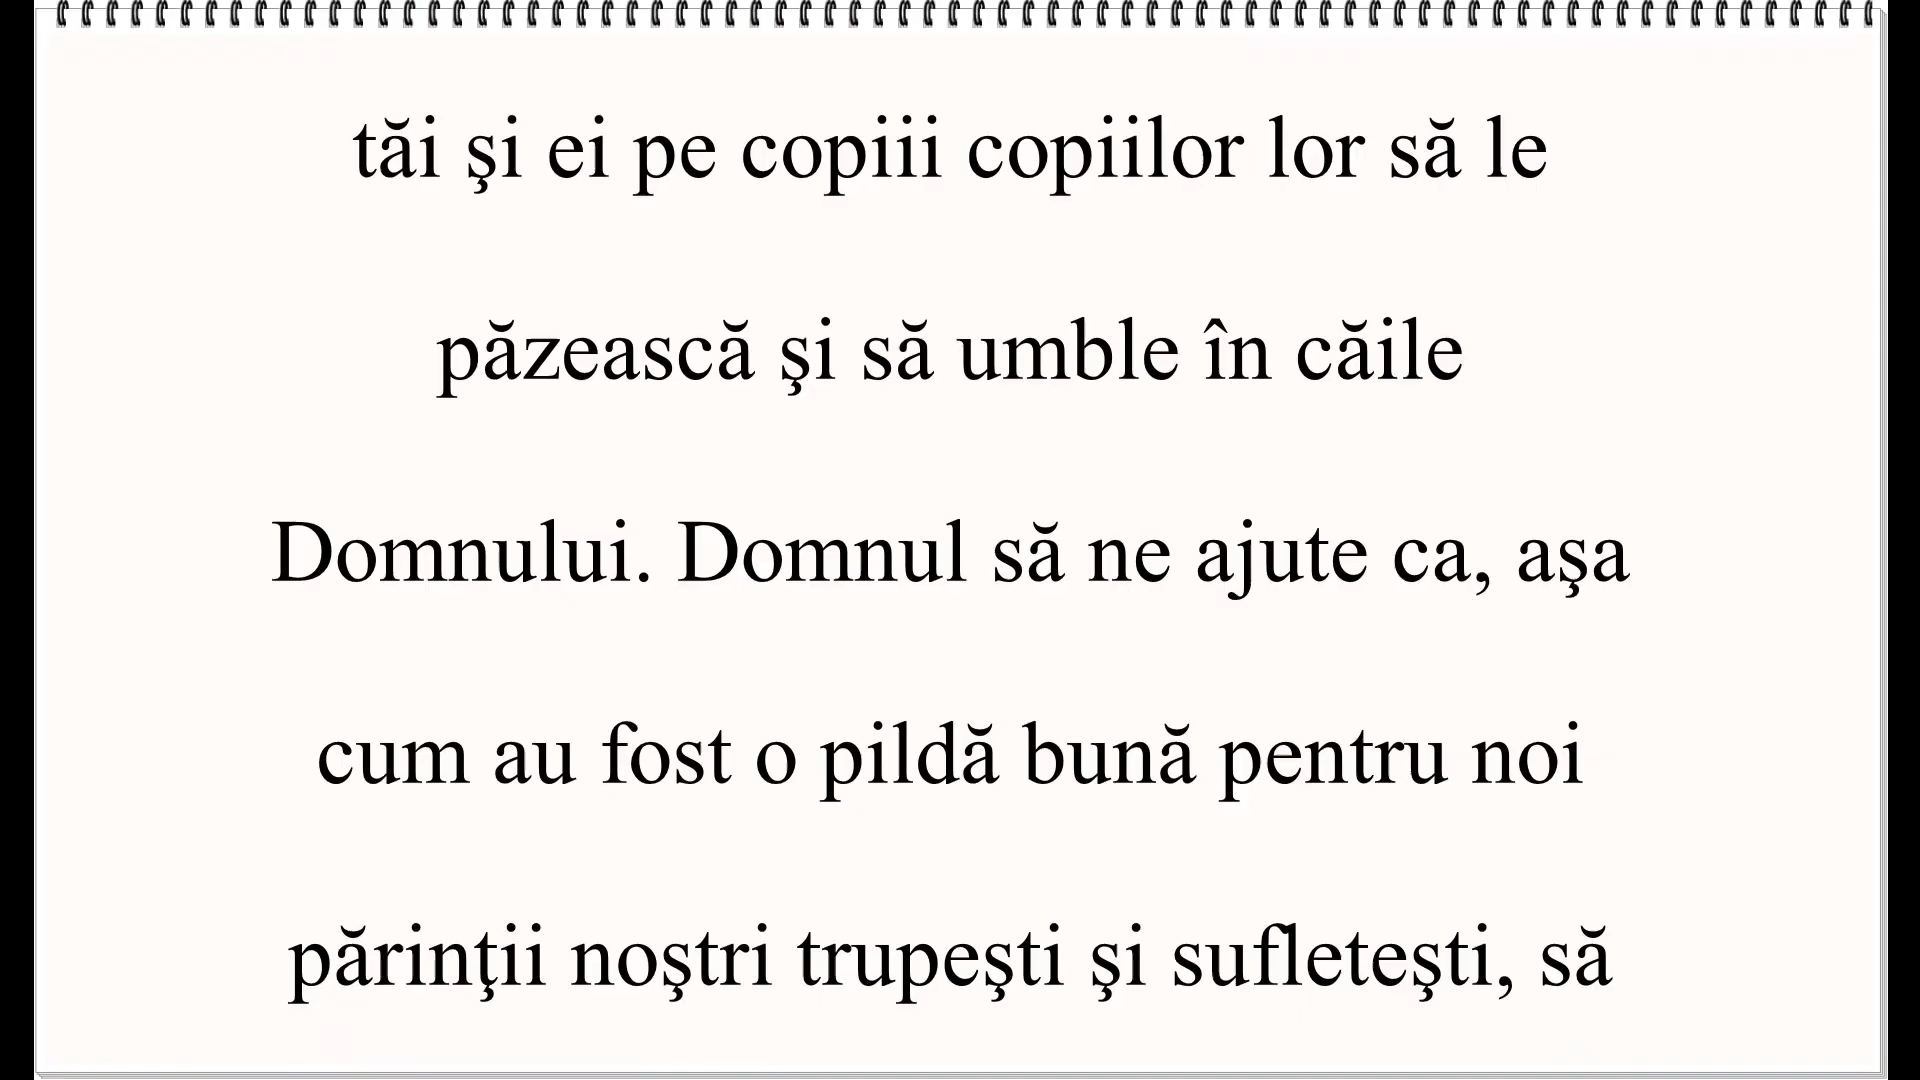 tăi şi ei pe copiii copiilor lor să le
păzească şi să umble în căile
Domnului. Domnul să ne ajute ca, aşa
cum au fost o pildă bună pentru noi
părinţii noştri trupeşti şi sufleteşti, să